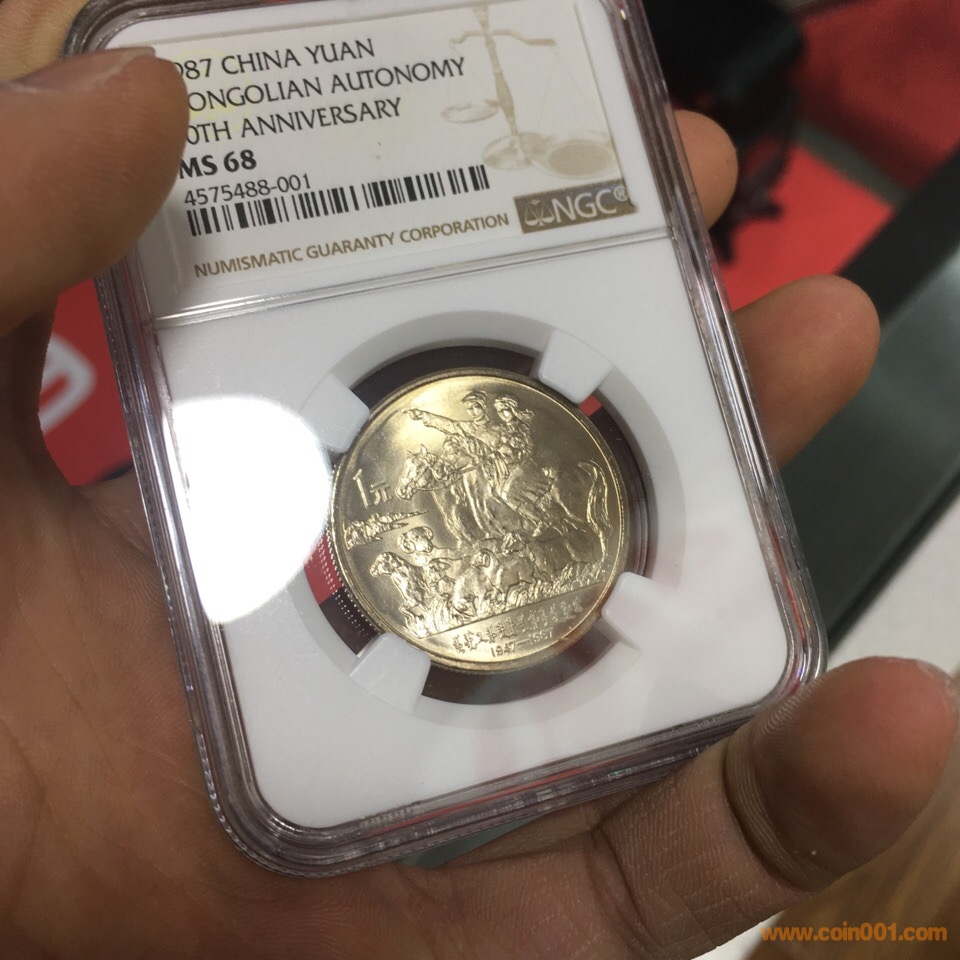 987 CHINA YUAN
ONGOLIAN AUTONOMY
0TH ANNIVERSARY
MS 68
4575488-001
NGC®
NUMISMATIC GUARANTY CORPORATION
1元
1947-1987
www.coin001.com